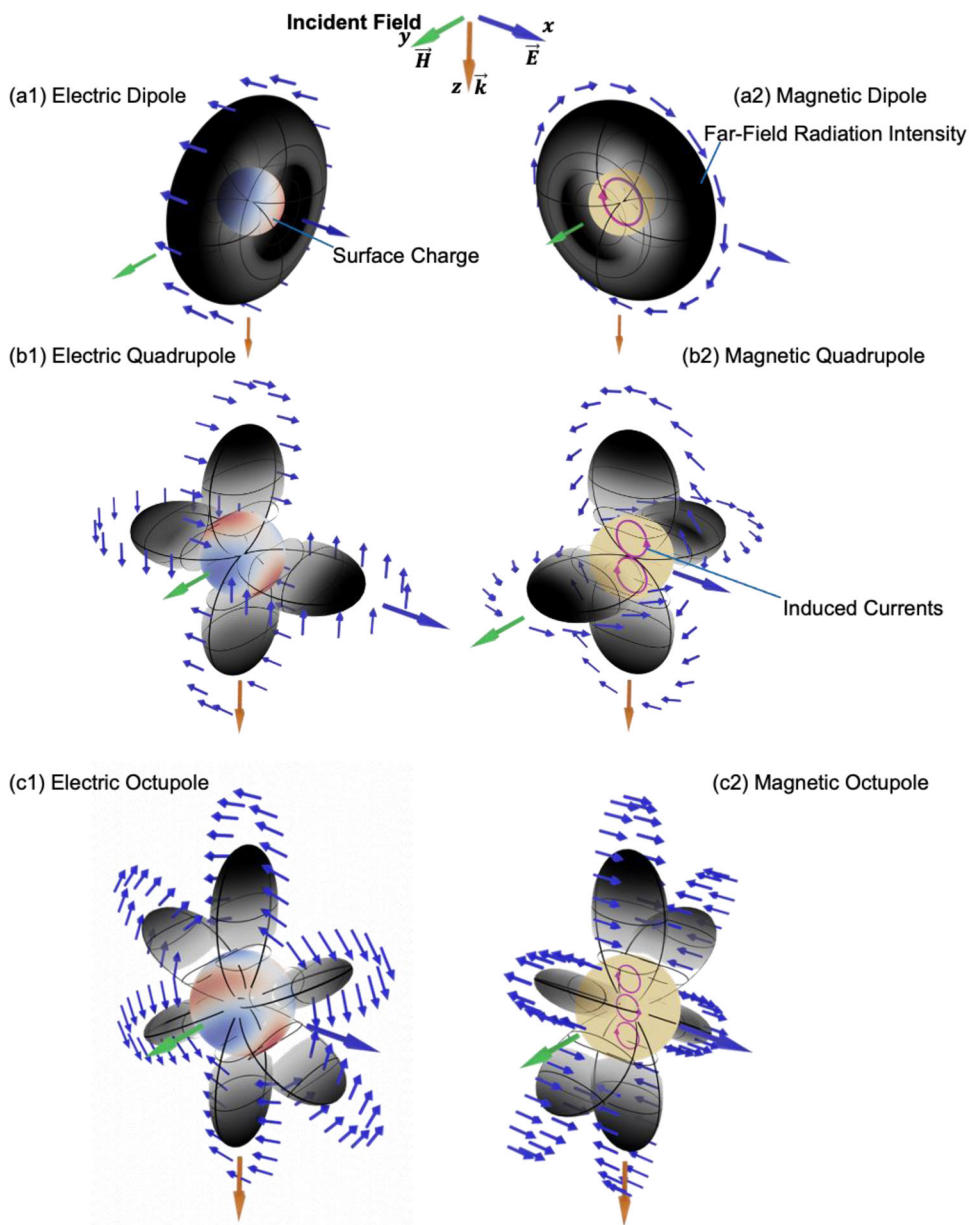 Incident Field
y
x
H
E
z
k
(a1) Electric Dipole
(a2) Magnetic Dipole
Far-Field Radiation Intensity
Surface Charge
(b1) Electric Quadrupole
(b2) Magnetic Quadrupole
Induced Currents
(c1) Electric Octupole
(c2) Magnetic Octupole